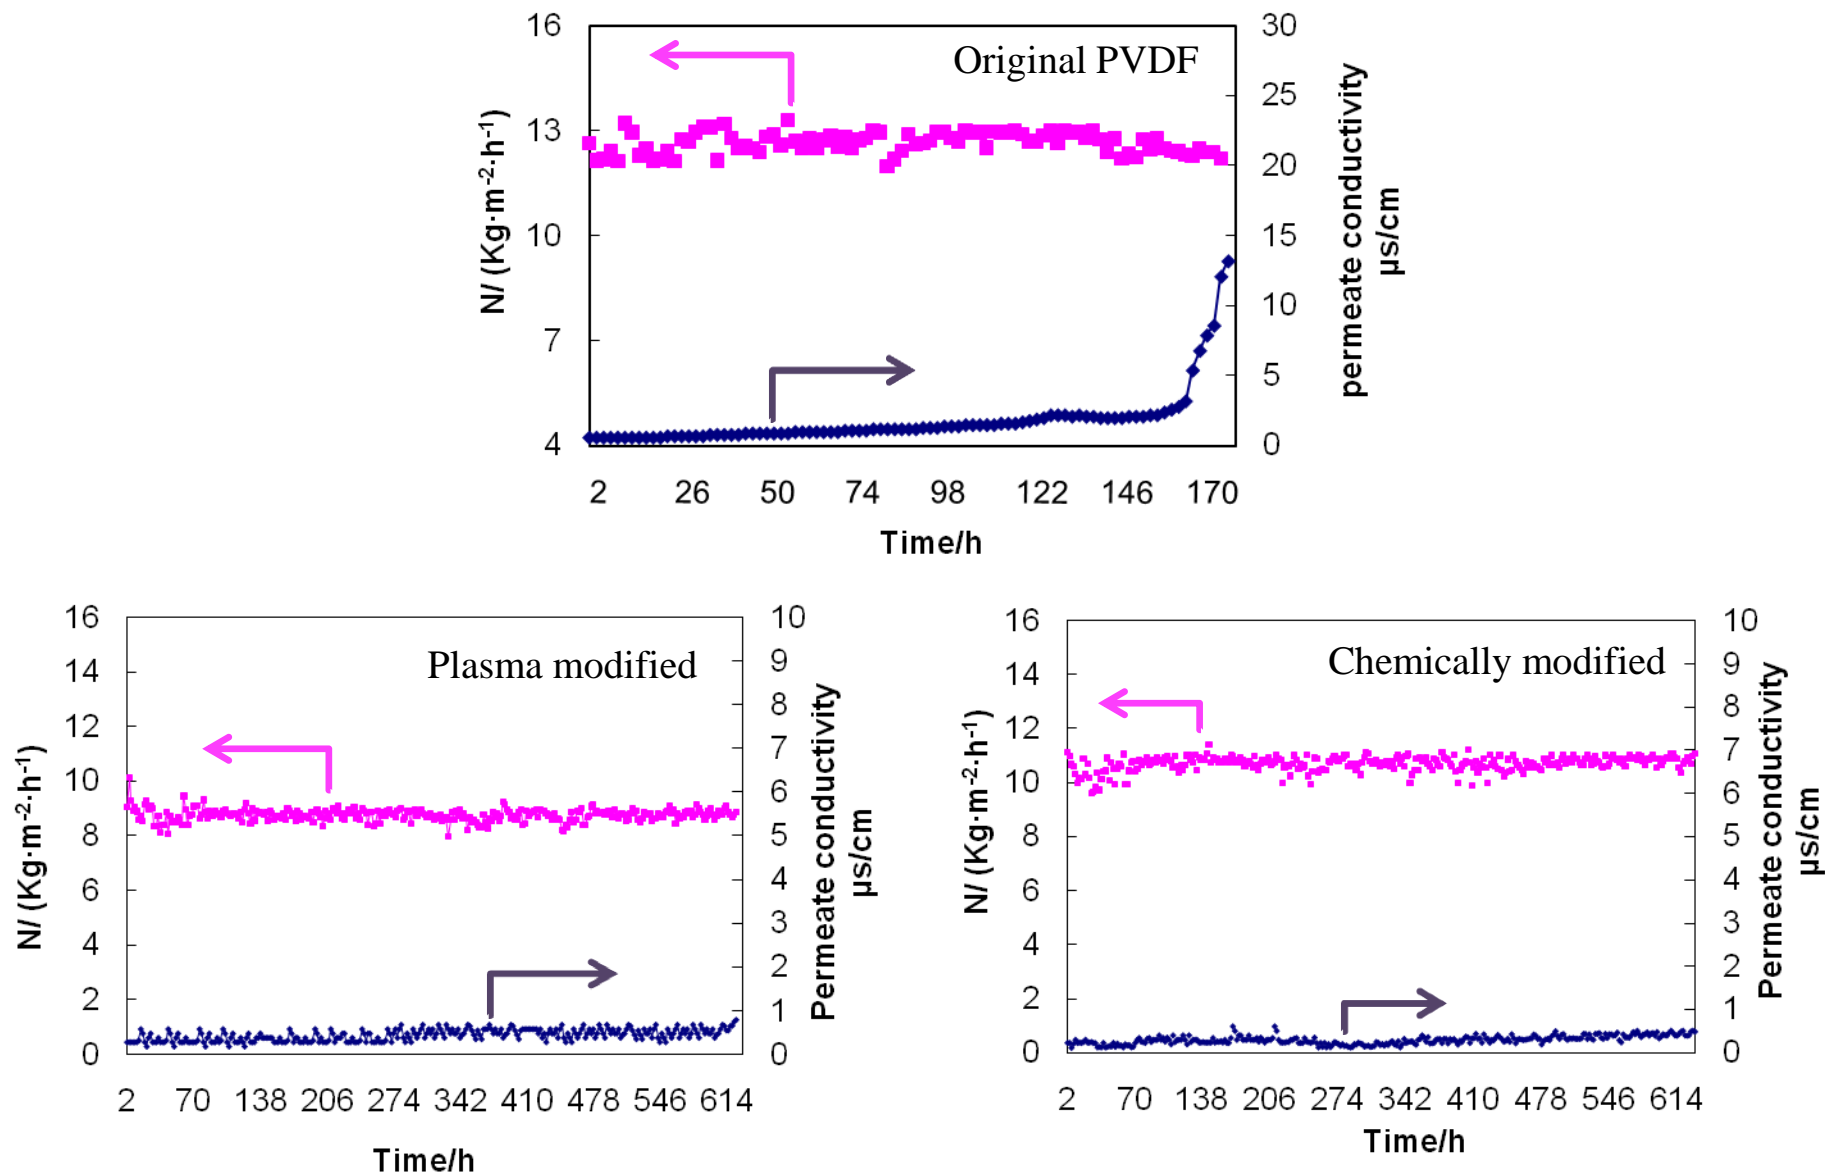 Original PVDF
16
13
10
7
4
N/ (Kg·m⁻²·h⁻¹)
30
25
20
15
10
5
0
permeate conductivity
µs/cm
2 26 50 74 98 122 146 170
Time/h
Plasma modified
16
14
12
10
8
6
4
2
0
N/ (Kg·m⁻²·h⁻¹)
10
9
8
7
6
5
4
3
2
1
0
Permeate conductivity
µs/cm
2 70 138 206 274 342 410 478 546 614
Time/h
Chemically modified
16
14
12
10
8
6
4
2
0
N/ (Kg·m⁻²·h⁻¹)
10
9
8
7
6
5
4
3
2
1
0
Permeate conductivity
µs/cm
2 70 138 206 274 342 410 478 546 614
Time/h